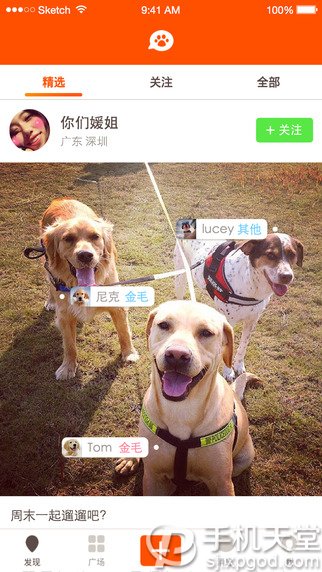 Sketch 9:41 AM 100%
精选 关注 全部
你们媛姐
广东 深圳
+ 关注
lucey 其他
尼克 金毛
Tom 金毛
周末一起遛遛吧?
发现 广场
手机天堂
sjxp.greatd.com